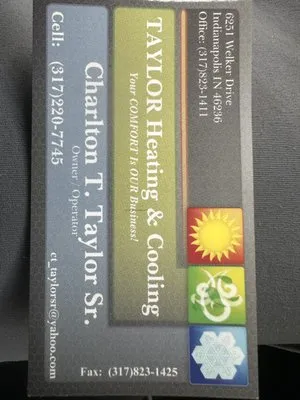 6251 Welker Drive
Indianapolis IN 46236
Office: (317)823-1411
TAYLOR Heating & Cooling
Your COMFORT Is OUR Business!
Charlton T. Taylor Sr.
Owner / Operator
Cell: (317)220-7745
ct_taylorsr@yahoo.com
Fax: (317)823-1425